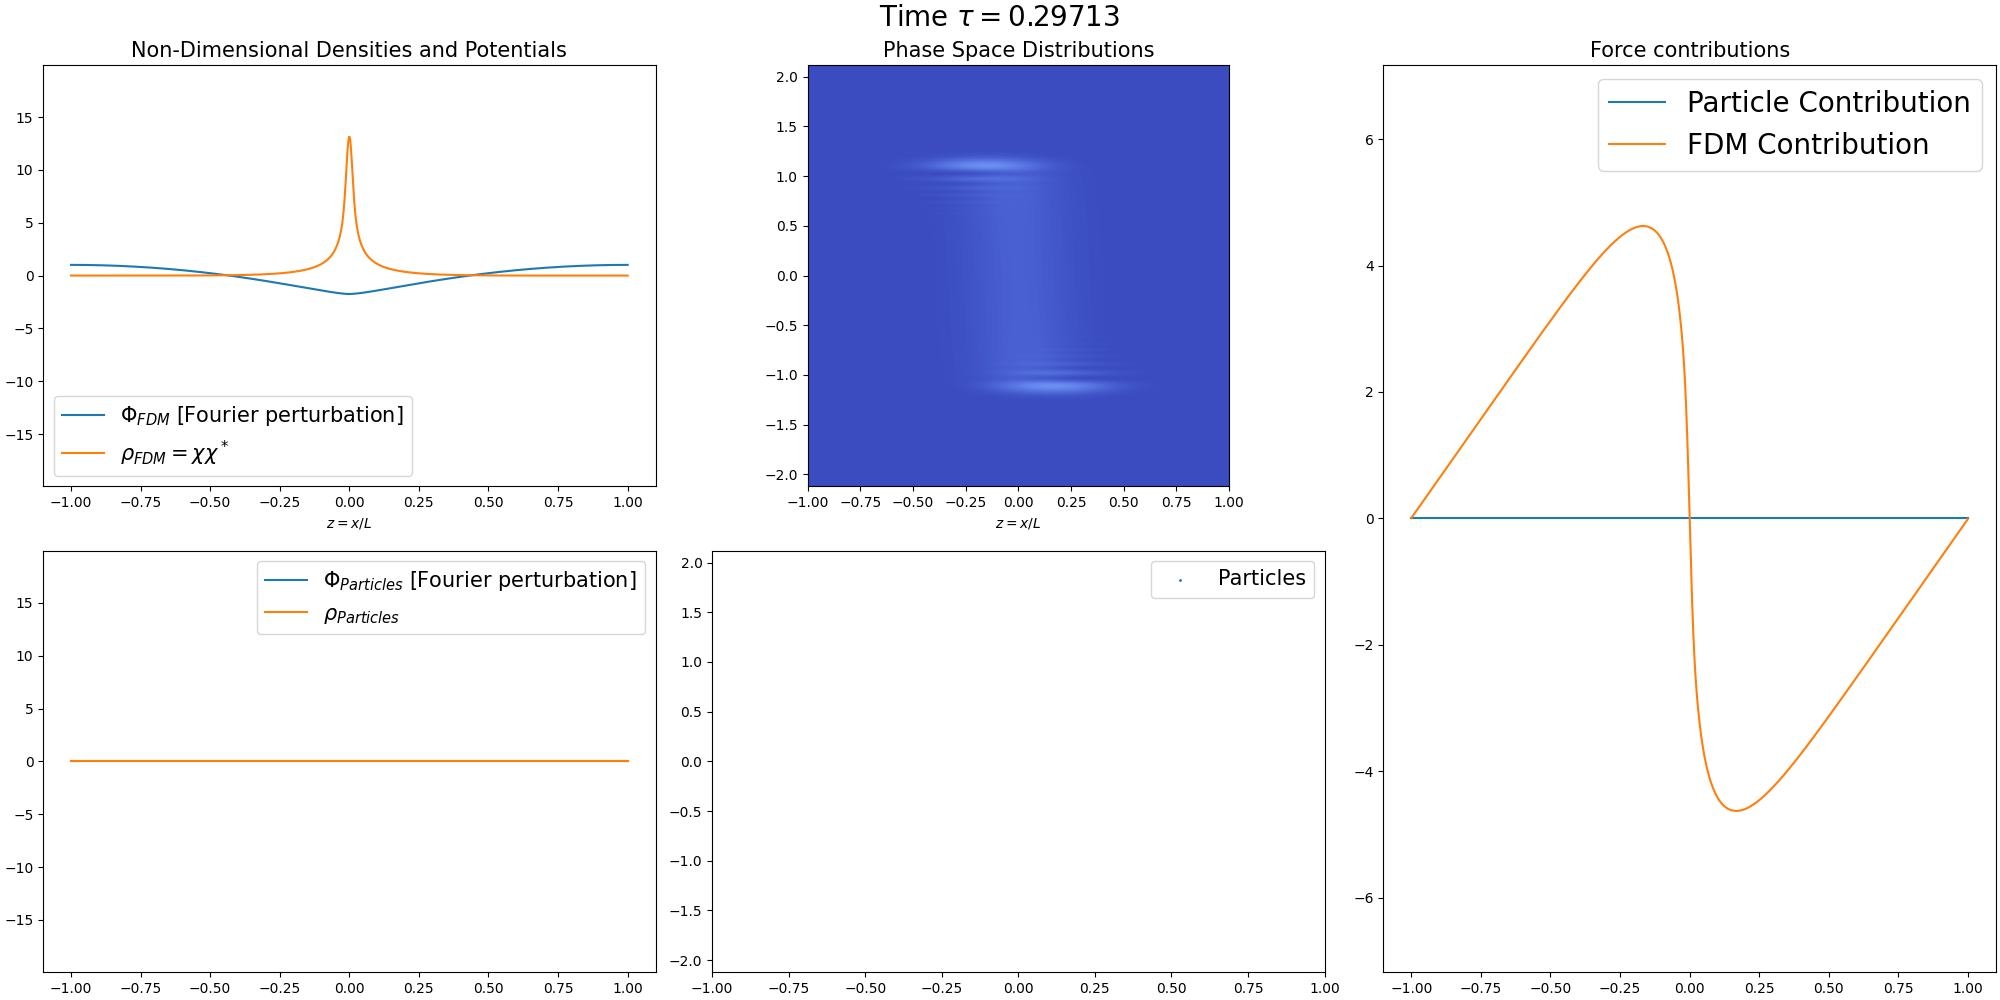 Time τ = 0.29713
Non-Dimensional Densities and Potentials
15
10
5
0
−5
−10
−15
Φ_FDM [Fourier perturbation]
ρ_FDM = χχ*
−1.00 −0.75 −0.50 −0.25 0.00 0.25 0.50 0.75 1.00
z = x/L
Phase Space Distributions
2.0
1.5
1.0
0.5
0.0
−0.5
−1.0
−1.5
−2.0
−1.00 −0.75 −0.50 −0.25 0.00 0.25 0.50 0.75 1.00
z = x/L
Force contributions
Particle Contribution
FDM Contribution
6
4
2
0
−2
−4
−6
−1.00 −0.75 −0.50 −0.25 0.00 0.25 0.50 0.75 1.00
Φ_Particles [Fourier perturbation]
ρ_Particles
15
10
5
0
−5
−10
−15
−1.00 −0.75 −0.50 −0.25 0.00 0.25 0.50 0.75 1.00
Particles
2.0
1.5
1.0
0.5
0.0
−0.5
−1.0
−1.5
−2.0
−1.00 −0.75 −0.50 −0.25 0.00 0.25 0.50 0.75 1.00